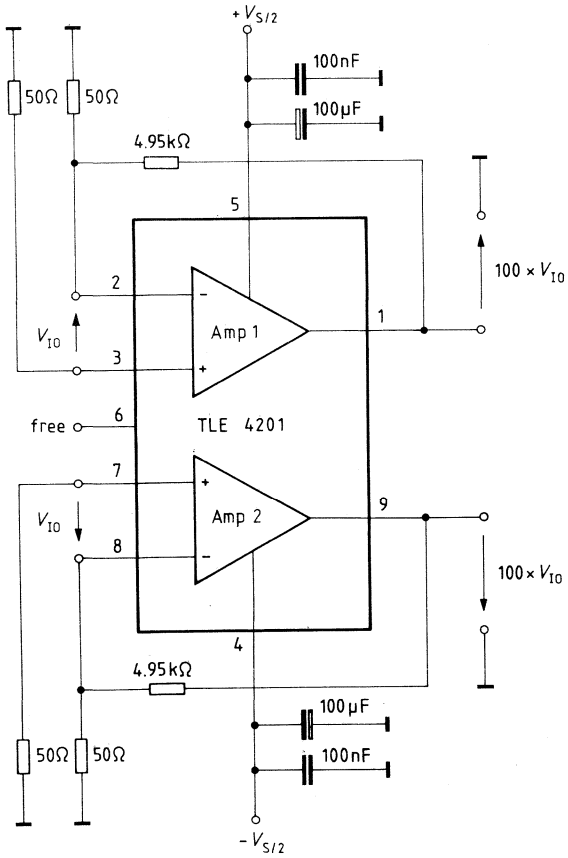 +V_S/2
100nF
50Ω
50Ω
100µF
4.95kΩ
5
100 × V_IO
2
−
V_IO
Amp 1
1
3
+
free
6
TLE 4201
7
+
V_IO
Amp 2
9
8
−
100 × V_IO
4
4.95kΩ
100µF
50Ω
50Ω
100nF
−V_S/2